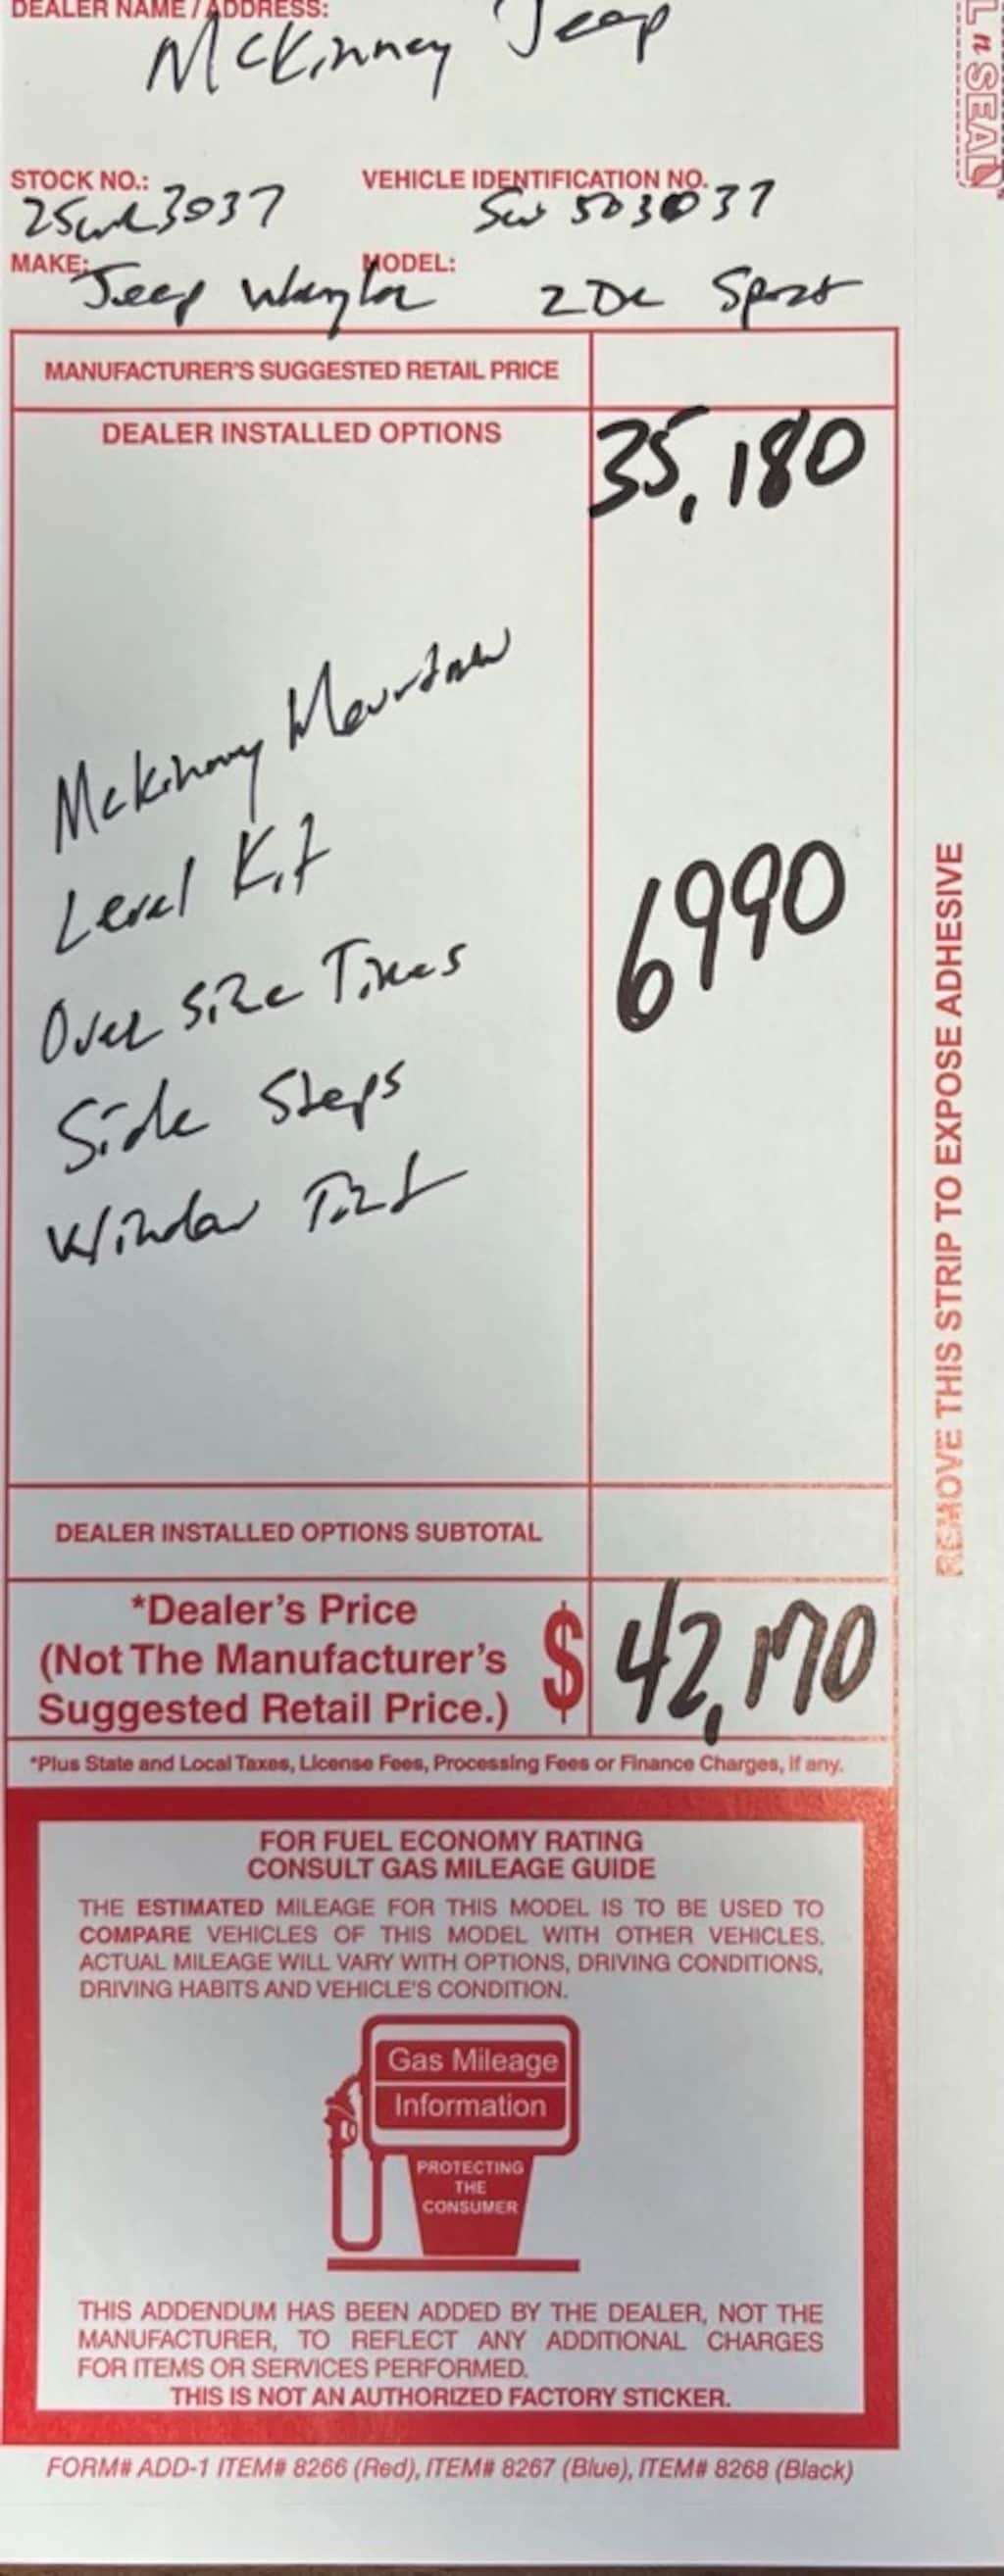 DEALER NAME / ADDRESS:
McKinney Jeep
L n SEAL
STOCK NO.: VEHICLE IDENTIFICATION NO.
3037 503037
MAKE: MODEL:
Jeep 2 DR Sport
MANUFACTURER'S SUGGESTED RETAIL PRICE
DEALER INSTALLED OPTIONS
35,180
McKinney Mountain
Level Kit
6990
Over Size Tires
Side Steps
Window Tint
DEALER INSTALLED OPTIONS SUBTOTAL
*Dealer's Price
(Not The Manufacturer's
Suggested Retail Price.)
$ 42,170
*Plus State and Local Taxes, License Fees, Processing Fees or Finance Charges, if any.
FOR FUEL ECONOMY RATING
CONSULT GAS MILEAGE GUIDE
THE ESTIMATED MILEAGE FOR THIS MODEL IS TO BE USED TO
COMPARE VEHICLES OF THIS MODEL WITH OTHER VEHICLES.
ACTUAL MILEAGE WILL VARY WITH OPTIONS, DRIVING CONDITIONS,
DRIVING HABITS AND VEHICLE'S CONDITION.
Gas Mileage
Information
PROTECTING
THE
CONSUMER
THIS ADDENDUM HAS BEEN ADDED BY THE DEALER, NOT THE
MANUFACTURER, TO REFLECT ANY ADDITIONAL CHARGES
FOR ITEMS OR SERVICES PERFORMED.
THIS IS NOT AN AUTHORIZED FACTORY STICKER.
FORM# ADD-1 ITEM# 8266 (Red), ITEM# 8267 (Blue), ITEM# 8268 (Black)
REMOVE THIS STRIP TO EXPOSE ADHESIVE